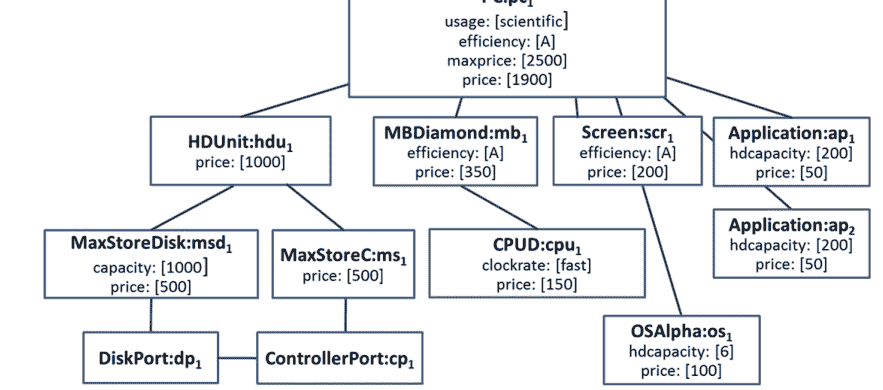 usage: [scientific]
efficiency: [A]
maxprice: [2500]
price: [1900]
HDUnit:hdu1
price: [1000]
MBDiamond:mb1
efficiency: [A]
price: [350]
Screen:scr1
efficiency: [A]
price: [200]
Application:ap1
hdcapacity: [200]
price: [50]
MaxStoreDisk:msd1
capacity: [1000]
price: [500]
MaxStoreC:ms1
price: [500]
CPUD:cpu1
clockrate: [fast]
price: [150]
Application:ap2
hdcapacity: [200]
price: [50]
DiskPort:dp1
ControllerPort:cp1
OSAlpha:os1
hdcapacity: [6]
price: [100]